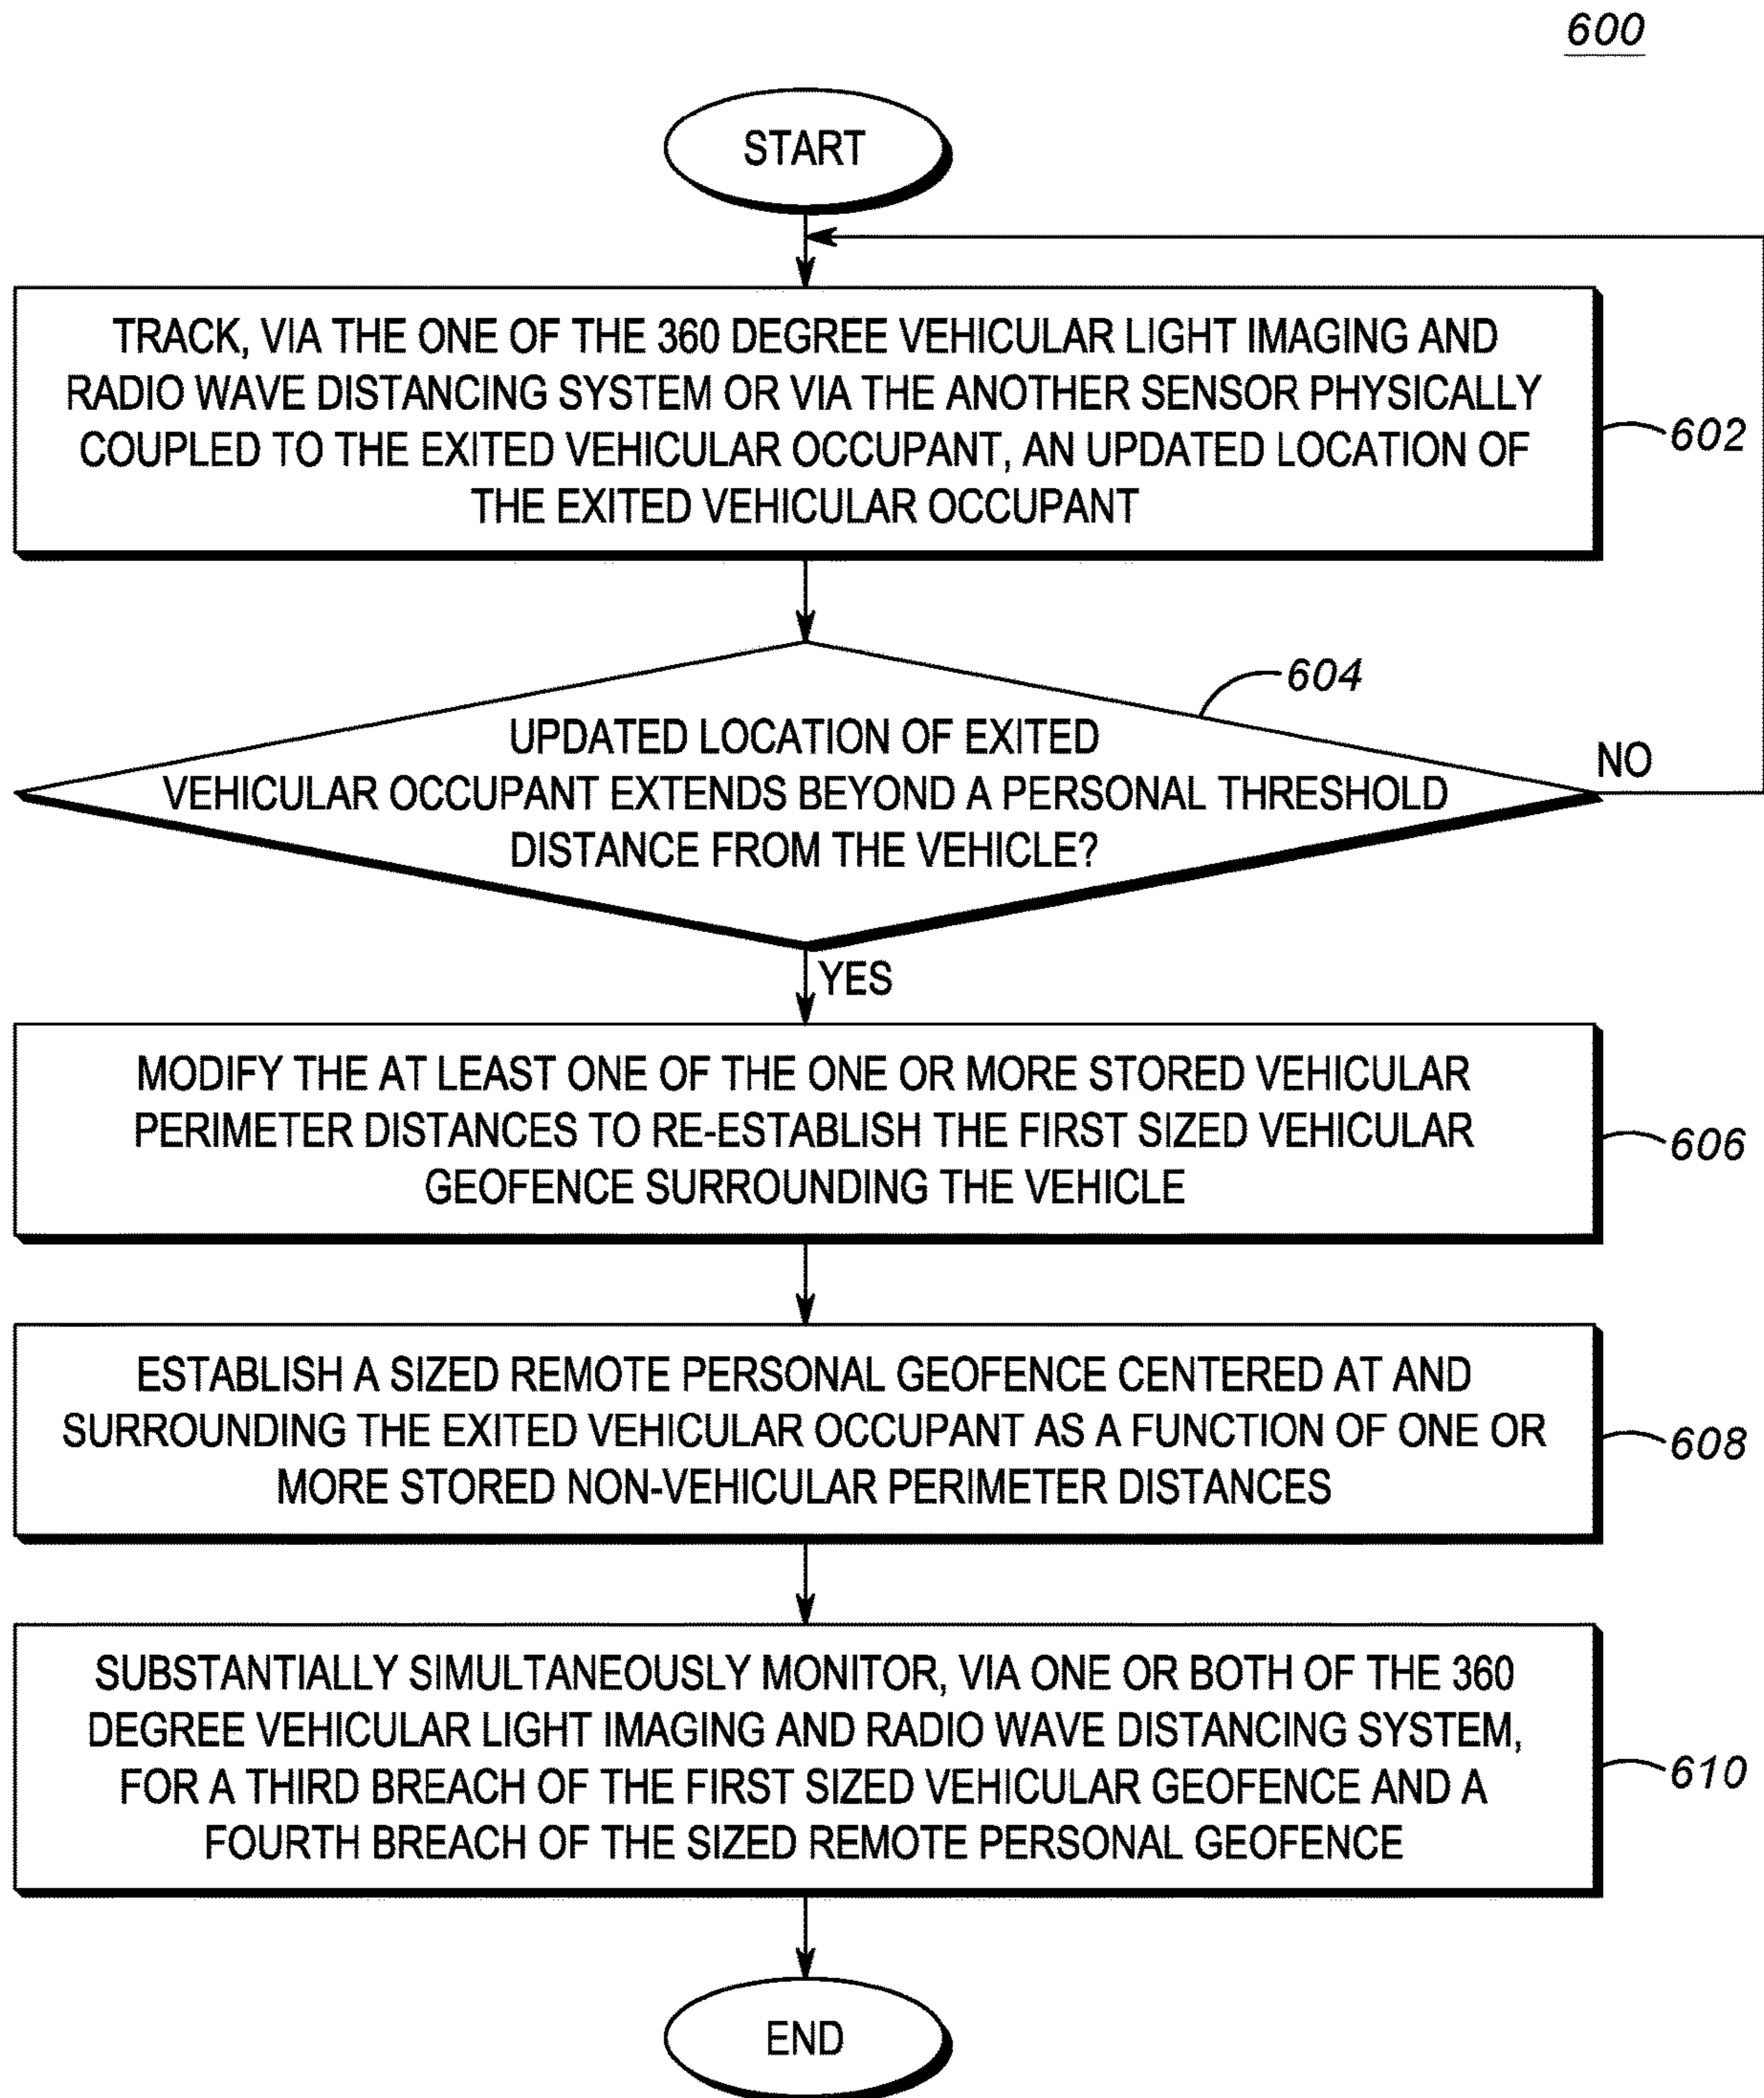 600
START
TRACK, VIA THE ONE OF THE 360 DEGREE VEHICULAR LIGHT IMAGING AND
RADIO WAVE DISTANCING SYSTEM OR VIA THE ANOTHER SENSOR PHYSICALLY
COUPLED TO THE EXITED VEHICULAR OCCUPANT, AN UPDATED LOCATION OF
THE EXITED VEHICULAR OCCUPANT
602
604
UPDATED LOCATION OF EXITED
VEHICULAR OCCUPANT EXTENDS BEYOND A PERSONAL THRESHOLD
DISTANCE FROM THE VEHICLE?
NO
YES
MODIFY THE AT LEAST ONE OF THE ONE OR MORE STORED VEHICULAR
PERIMETER DISTANCES TO RE-ESTABLISH THE FIRST SIZED VEHICULAR
GEOFENCE SURROUNDING THE VEHICLE
606
ESTABLISH A SIZED REMOTE PERSONAL GEOFENCE CENTERED AT AND
SURROUNDING THE EXITED VEHICULAR OCCUPANT AS A FUNCTION OF ONE OR
MORE STORED NON-VEHICULAR PERIMETER DISTANCES
608
SUBSTANTIALLY SIMULTANEOUSLY MONITOR, VIA ONE OR BOTH OF THE 360
DEGREE VEHICULAR LIGHT IMAGING AND RADIO WAVE DISTANCING SYSTEM,
FOR A THIRD BREACH OF THE FIRST SIZED VEHICULAR GEOFENCE AND A
FOURTH BREACH OF THE SIZED REMOTE PERSONAL GEOFENCE
610
END